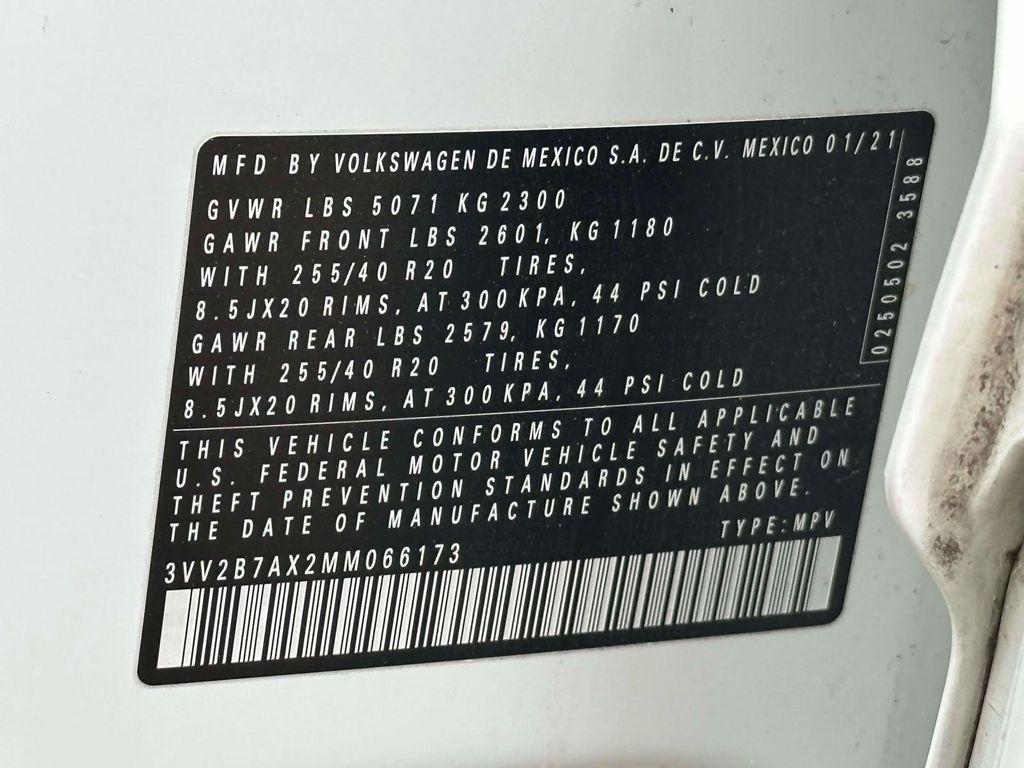 MFD BY VOLKSWAGEN DE MEXICO S.A. DE C.V. MEXICO 01/21
GVWR LBS 5071 KG 2300
GAWR FRONT LBS 2601, KG 1180
WITH 255/40 R20 TIRES,
8.5JX20 RIMS, AT 300 KPA, 44 PSI COLD
GAWR REAR LBS 2579, KG 1170
WITH 255/40 R20 TIRES,
8.5JX20 RIMS, AT 300 KPA, 44 PSI COLD
0250502 3588
THIS VEHICLE CONFORMS TO ALL APPLICABLE
U.S. FEDERAL MOTOR VEHICLE SAFETY AND
THEFT PREVENTION STANDARDS IN EFFECT ON
THE DATE OF MANUFACTURE SHOWN ABOVE.
TYPE: MPV
3VV2B7AX2MM066173